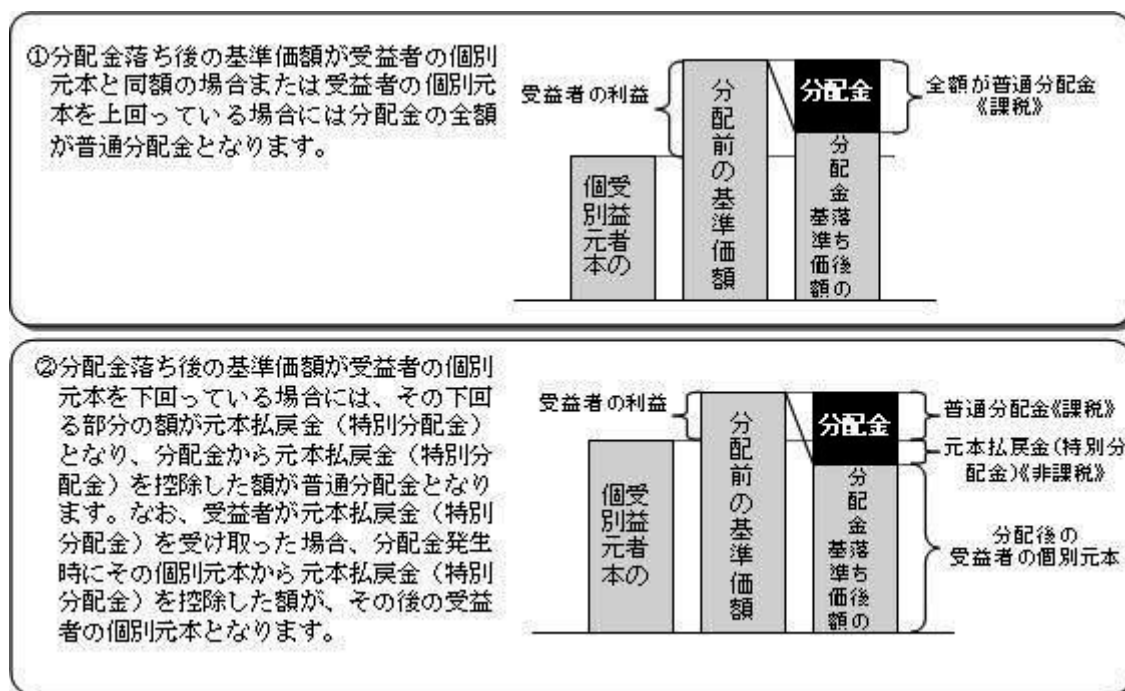 ①分配金落ち後の基準価額が受益者の個別
元本と同額の場合または受益者の個別元
本を上回っている場合には分配金の全額
が普通分配金となります。
受益者の利益
受益者の
個別元本
分配前の基準価額
分配金
分配金落ち後の
基準価額
全額が普通分配金
《課税》
②分配金落ち後の基準価額が受益者の個別
元本を下回っている場合には、その下回
る部分の額が元本払戻金（特別分配金）
となり、分配金から元本払戻金（特別分
配金）を控除した額が普通分配金となり
ます。なお、受益者が元本払戻金（特別
分配金）を受け取った場合、分配金発生
時にその個別元本から元本払戻金（特別
分配金）を控除した額が、その後の受益
者の個別元本となります。
受益者の利益
受益者の
個別元本
分配前の基準価額
分配金
分配金落ち後の
基準価額
普通分配金《課税》
元本払戻金(特別分
配金)《非課税》
分配後の
受益者の個別元本